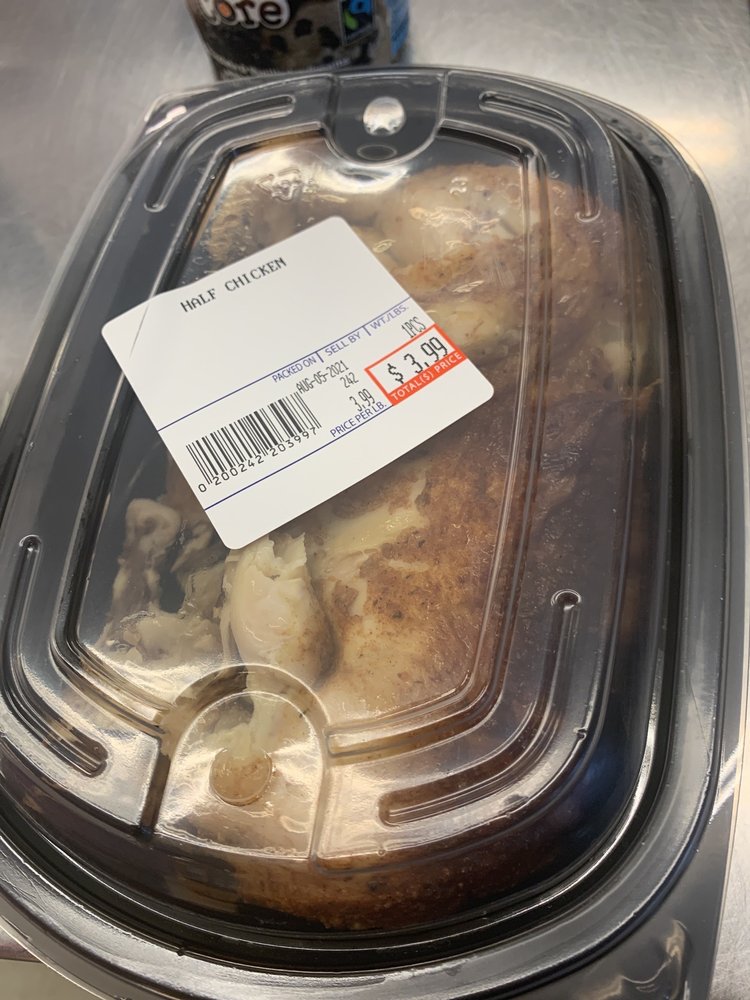 Core
HALF CHICKEN
PACKED ON | SELL BY | WT./LBS.
AUG-05-2021 1PCS
242
3.99 $ 3.99
PRICE PER LB. TOTAL(S) PRICE
0 200242 203997